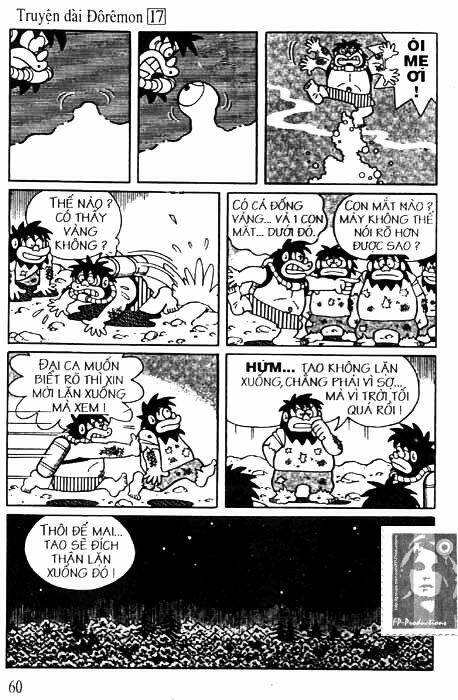 Truyện dài Đôrêmon 17
ÔI
MẸ
ƠI
!
THẾ NÀO ?
CÓ THẤY
VÀNG
KHÔNG ?
CÓ CẢ ĐỐNG
VÀNG... VÀ 1 CON
MẮT... DƯỚI ĐÓ.
CON MẮT NÀO ?
MÀY KHÔNG THỂ
NÓI RÕ HƠN
ĐƯỢC SAO ?
ĐẠI CA MUỐN
BIẾT RÕ THÌ XIN
MỜI LẶN XUỐNG
MÀ XEM !
HỪM... TAO KHÔNG LẶN
XUỐNG, CHẲNG PHẢI VÌ SỢ...
MÀ VÌ TRỜI TỐI
QUÁ RỒI !
THÔI ĐỂ MAI...
TAO SẼ ĐÍCH
THÂN LẶN
XUỐNG ĐÓ !
FP-Productions
60